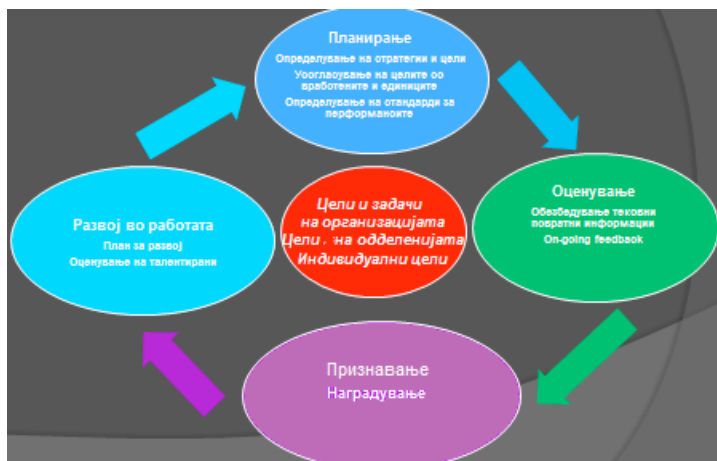 Планирање
Определување на стратегии и цели
Усогласување на целите со
вработените и единиците
Определување на стандарди за
перформансите
Оценување
Обезбедување тековни
повратни информации
On-going feedback
Признавање
Наградување
Развој во работата
План за развој
Оценување на талентирани
Цели и задачи
на организацијата
Цели , на одделенијата
Индивидуални цели